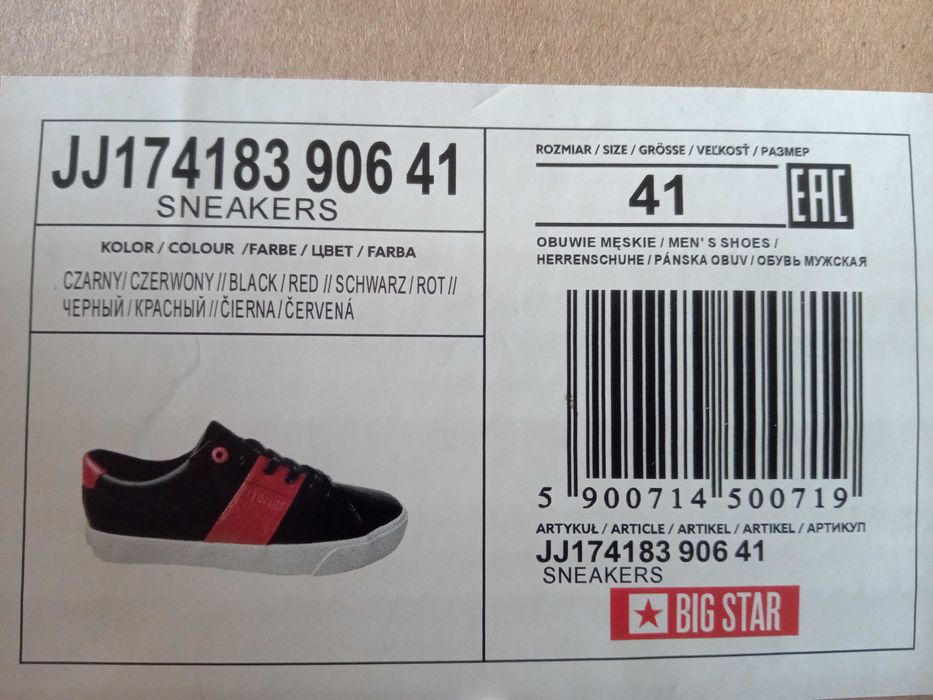 JJ174183 906 41
SNEAKERS
KOLOR / COLOUR /FARBE / ЦВЕТ / FARBA
CZARNY/CZERWONY//BLACK/RED//SCHWARZ/ROT//
ЧЕРНЫЙ/КРАСНЫЙ//ČIERNA/ČERVENÁ
ROZMIAR / SIZE / GRÖSSE / VEĽKOSŤ / РАЗМЕР
41
EAC
OBUWIE MĘSKIE / MEN' S SHOES /
HERRENSCHUHE / PÁNSKA OBUV / ОБУВЬ МУЖСКАЯ
5 900714 500719
ARTYKUŁ / ARTICLE / ARTIKEL / ARTIKEL / АРТИКУЛ
JJ174183 906 41
SNEAKERS
BIG STAR